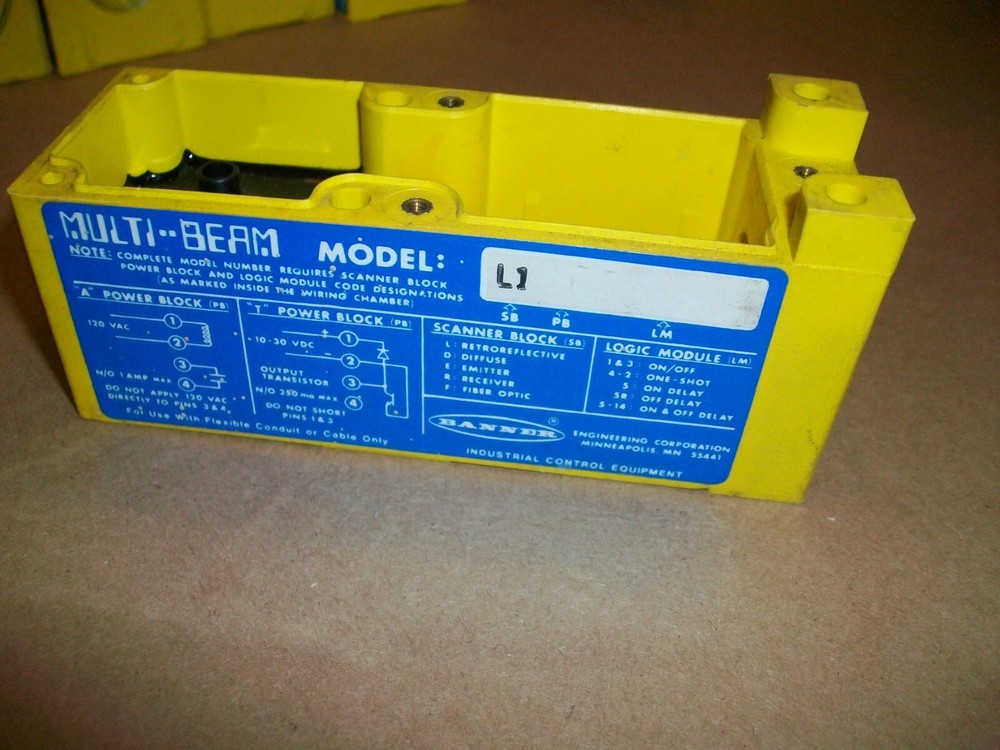 MULTI-BEAM
MODEL:
L1
NOTE: COMPLETE MODEL NUMBER REQUIRES SCANNER BLOCK
POWER BLOCK AND LOGIC MODULE CODE DESIGNATIONS
(AS MARKED INSIDE THE WIRING CHAMBER)
SB PB LM
"A" POWER BLOCK (PB)
1
120 VAC
2
3
N/O 1 AMP MAX
4
DO NOT APPLY 120 VAC
DIRECTLY TO PINS 3&4
"T" POWER BLOCK (PB)
+ 1
10-30 VDC
- 2
OUTPUT
TRANSISTOR
3
N/O 250 ma MAX
4
DO NOT SHORT
PINS 1&3
For Use With Flexible Conduit or Cable Only
SCANNER BLOCK (SB)
L: RETROREFLECTIVE
D: DIFFUSE
E: EMITTER
R: RECEIVER
F: FIBER OPTIC
LOGIC MODULE (LM)
1 & 3: ON/OFF
4-2: ONE-SHOT
5: ON DELAY
5R: OFF DELAY
5-14: ON & OFF DELAY
BANNER ®
ENGINEERING CORPORATION
MINNEAPOLIS. MN 55441
INDUSTRIAL CONTROL EQUIPMENT